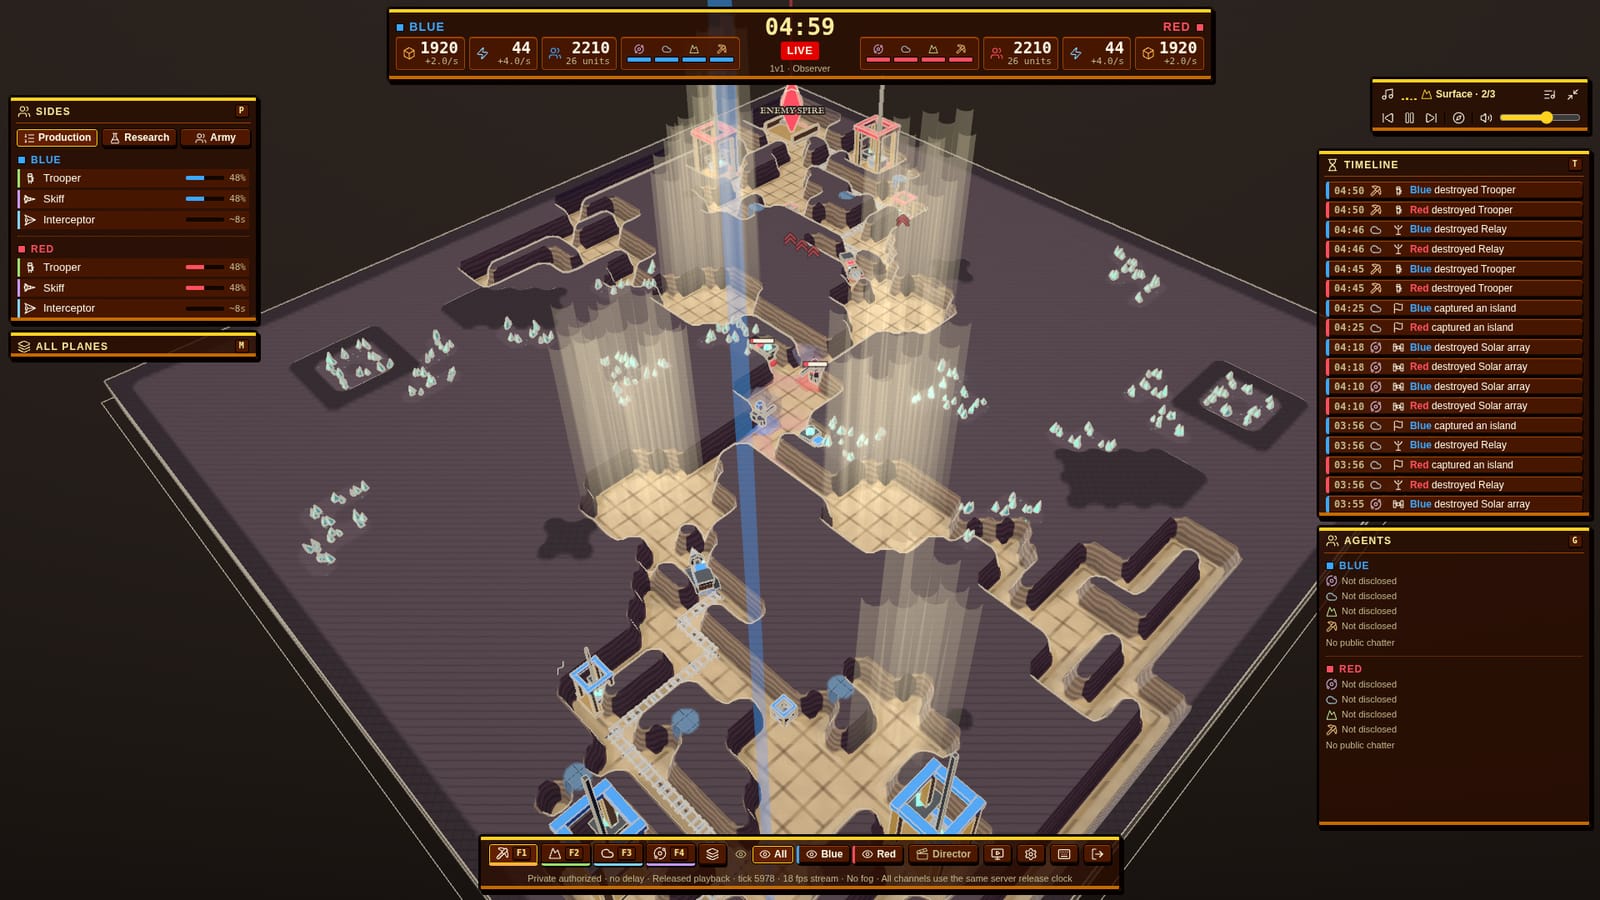 BLUE
04:59
RED
1920
+2.0/s
44
+4.0/s
2210
26 units
LIVE
1v1 · Observer
2210
26 units
44
+4.0/s
1920
+2.0/s
ENEMY SPIRE
SIDES
P
Production
Research
Army
BLUE
Trooper
48%
Skiff
48%
Interceptor
~8s
RED
Trooper
48%
Skiff
48%
Interceptor
~8s
ALL PLANES
M
Surface · 2/3
TIMELINE
T
04:50 Blue destroyed Trooper
04:50 Red destroyed Trooper
04:46 Blue destroyed Relay
04:46 Red destroyed Relay
04:45 Blue destroyed Trooper
04:45 Red destroyed Trooper
04:25 Blue captured an island
04:25 Red captured an island
04:18 Blue destroyed Solar array
04:18 Red destroyed Solar array
04:10 Blue destroyed Solar array
04:10 Red destroyed Solar array
03:56 Blue captured an island
03:56 Blue destroyed Relay
03:56 Red captured an island
03:56 Red destroyed Relay
03:55 Blue destroyed Solar array
AGENTS
G
BLUE
Not disclosed
Not disclosed
Not disclosed
Not disclosed
No public chatter
RED
Not disclosed
Not disclosed
Not disclosed
Not disclosed
No public chatter
F1
F2
F3
F4
All
Blue
Red
Director
Private authorized · no delay · Released playback · tick 5978 · 18 fps stream · No fog · All channels use the same server release clock